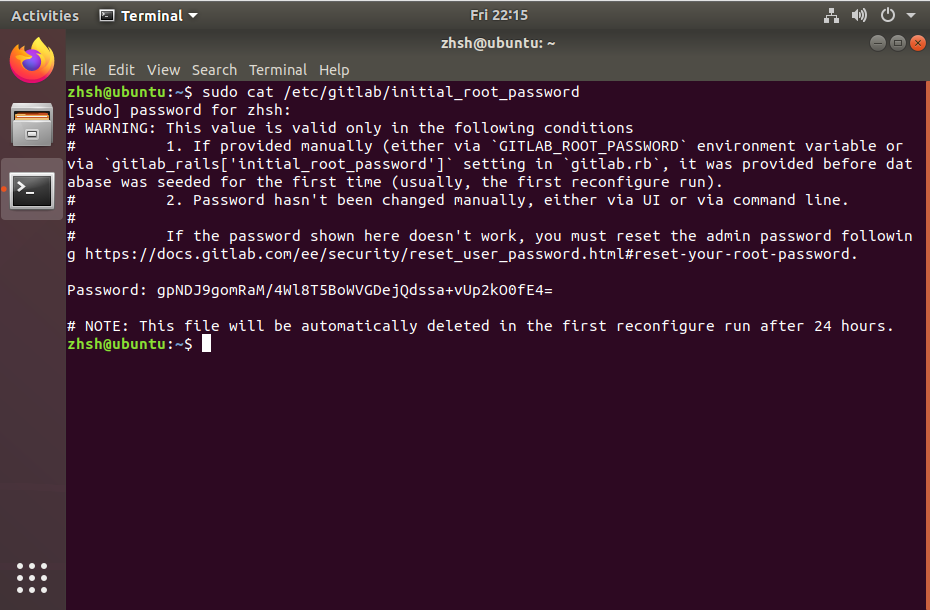 Activities Terminal Fri 22:15
zhsh@ubuntu: ~
File Edit View Search Terminal Help
zhsh@ubuntu:~$ sudo cat /etc/gitlab/initial_root_password
[sudo] password for zhsh:
# WARNING: This value is valid only in the following conditions
#          1. If provided manually (either via `GITLAB_ROOT_PASSWORD` environment variable or
via `gitlab_rails['initial_root_password']` setting in `gitlab.rb`, it was provided before dat
abase was seeded for the first time (usually, the first reconfigure run).
#          2. Password hasn't been changed manually, either via UI or via command line.
#
#          If the password shown here doesn't work, you must reset the admin password followin
g https://docs.gitlab.com/ee/security/reset_user_password.html#reset-your-root-password.
Password: gpNDJ9gomRaM/4Wl8T5BoWVGDejQdssa+vUp2kO0fE4=
# NOTE: This file will be automatically deleted in the first reconfigure run after 24 hours.
zhsh@ubuntu:~$